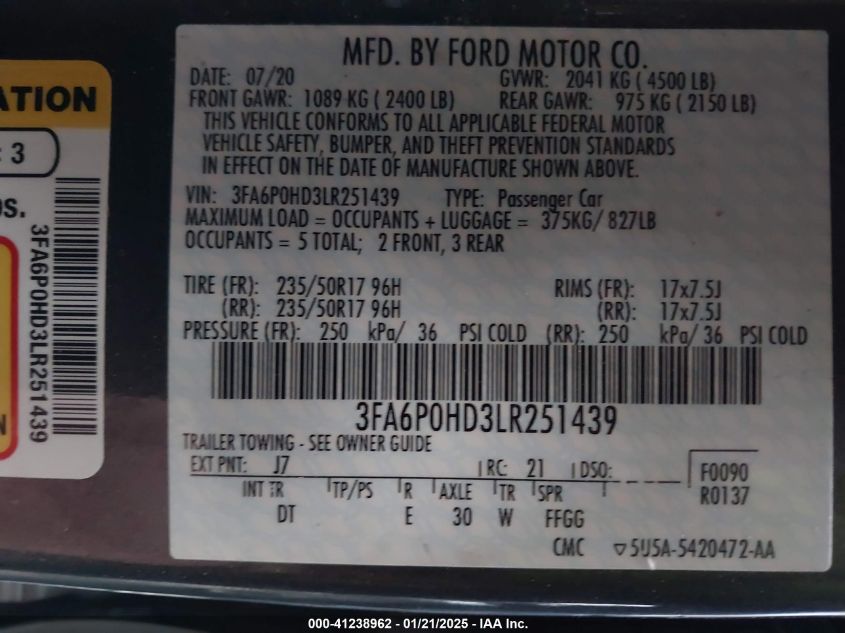 ATION
: 3
os.
3FA6P0HD3LR251439
N
MFD. BY FORD MOTOR CO.
DATE: 07/20 GVWR: 2041 KG ( 4500 LB)
FRONT GAWR: 1089 KG ( 2400 LB) REAR GAWR: 975 KG ( 2150 LB)
THIS VEHICLE CONFORMS TO ALL APPLICABLE FEDERAL MOTOR
VEHICLE SAFETY, BUMPER, AND THEFT PREVENTION STANDARDS
IN EFFECT ON THE DATE OF MANUFACTURE SHOWN ABOVE.
VIN: 3FA6P0HD3LR251439 TYPE: Passenger Car
MAXIMUM LOAD = OCCUPANTS + LUGGAGE = 375KG/ 827LB
OCCUPANTS = 5 TOTAL; 2 FRONT, 3 REAR
TIRE (FR): 235/50R17 96H RIMS (FR): 17x7.5J
(RR): 235/50R17 96H (RR): 17x7.5J
PRESSURE (FR): 250 kPa/ 36 PSI COLD (RR): 250 kPa/ 36 PSI COLD
3FA6P0HD3LR251439
TRAILER TOWING - SEE OWNER GUIDE
EXT PNT: J7 RC: 21 DSO: F0090
INT TR TP/PS R AXLE TR SPR R0137
DT E 30 W FFGG
CMC ▽5U5A-5420472-AA
000-41238962 - 01/21/2025 - IAA Inc.